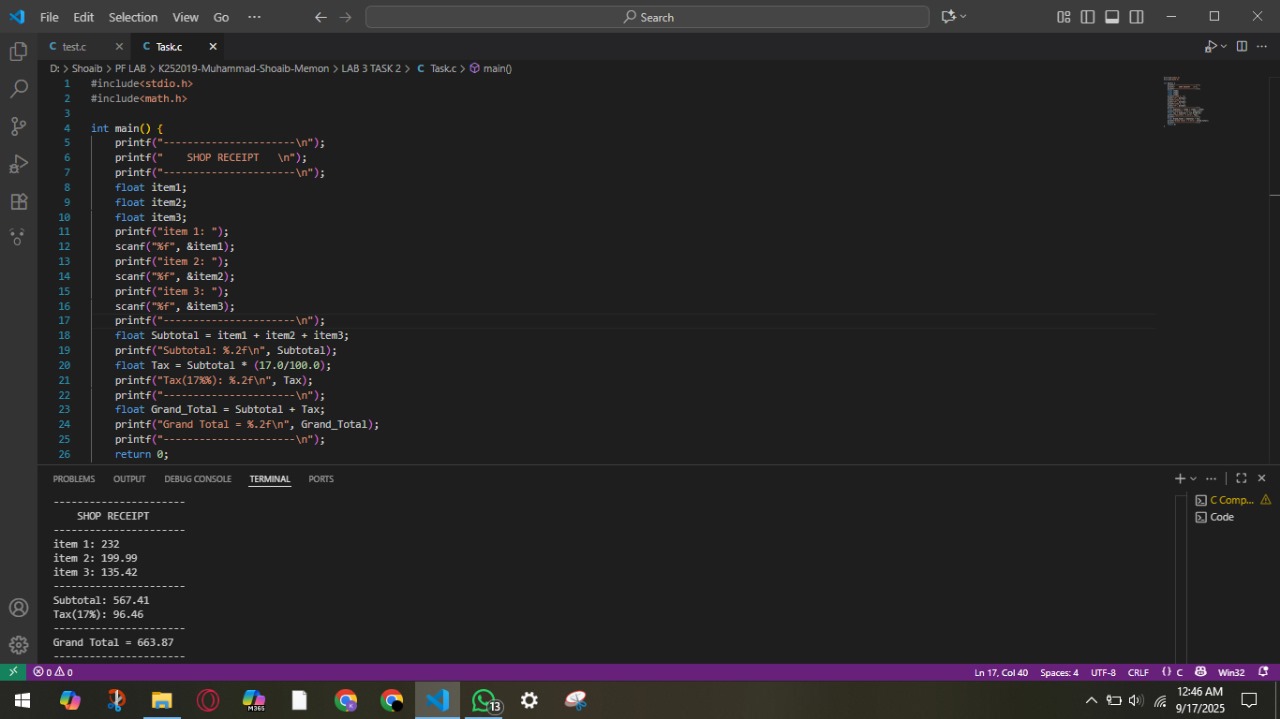 File Edit Selection View Go ··· Search
test.c Task.c
D: > Shoaib > PF LAB > K252019-Muhammad-Shoaib-Memon > LAB 3 TASK 2 > C Task.c > main()
1 #include<stdio.h>
2 #include<math.h>
3
4 int main() {
5 printf("----------------------\n");
6 printf("    SHOP RECEIPT   \n");
7 printf("----------------------\n");
8 float item1;
9 float item2;
10 float item3;
11 printf("item 1: ");
12 scanf("%f", &item1);
13 printf("item 2: ");
14 scanf("%f", &item2);
15 printf("item 3: ");
16 scanf("%f", &item3);
17 printf("----------------------\n");
18 float Subtotal = item1 + item2 + item3;
19 printf("Subtotal: %.2f\n", Subtotal);
20 float Tax = Subtotal * (17.0/100.0);
21 printf("Tax(17%%): %.2f\n", Tax);
22 printf("----------------------\n");
23 float Grand_Total = Subtotal + Tax;
24 printf("Grand Total = %.2f\n", Grand_Total);
25 printf("----------------------\n");
26 return 0;
PROBLEMS OUTPUT DEBUG CONSOLE TERMINAL PORTS
----------------------
    SHOP RECEIPT
----------------------
item 1: 232
item 2: 199.99
item 3: 135.42
----------------------
Subtotal: 567.41
Tax(17%): 96.46
----------------------
Grand Total = 663.87
----------------------
C Comp...
Code
0 0 Ln 17, Col 40 Spaces: 4 UTF-8 CRLF {} C Win32
M365 13 12:46 AM
9/17/2025